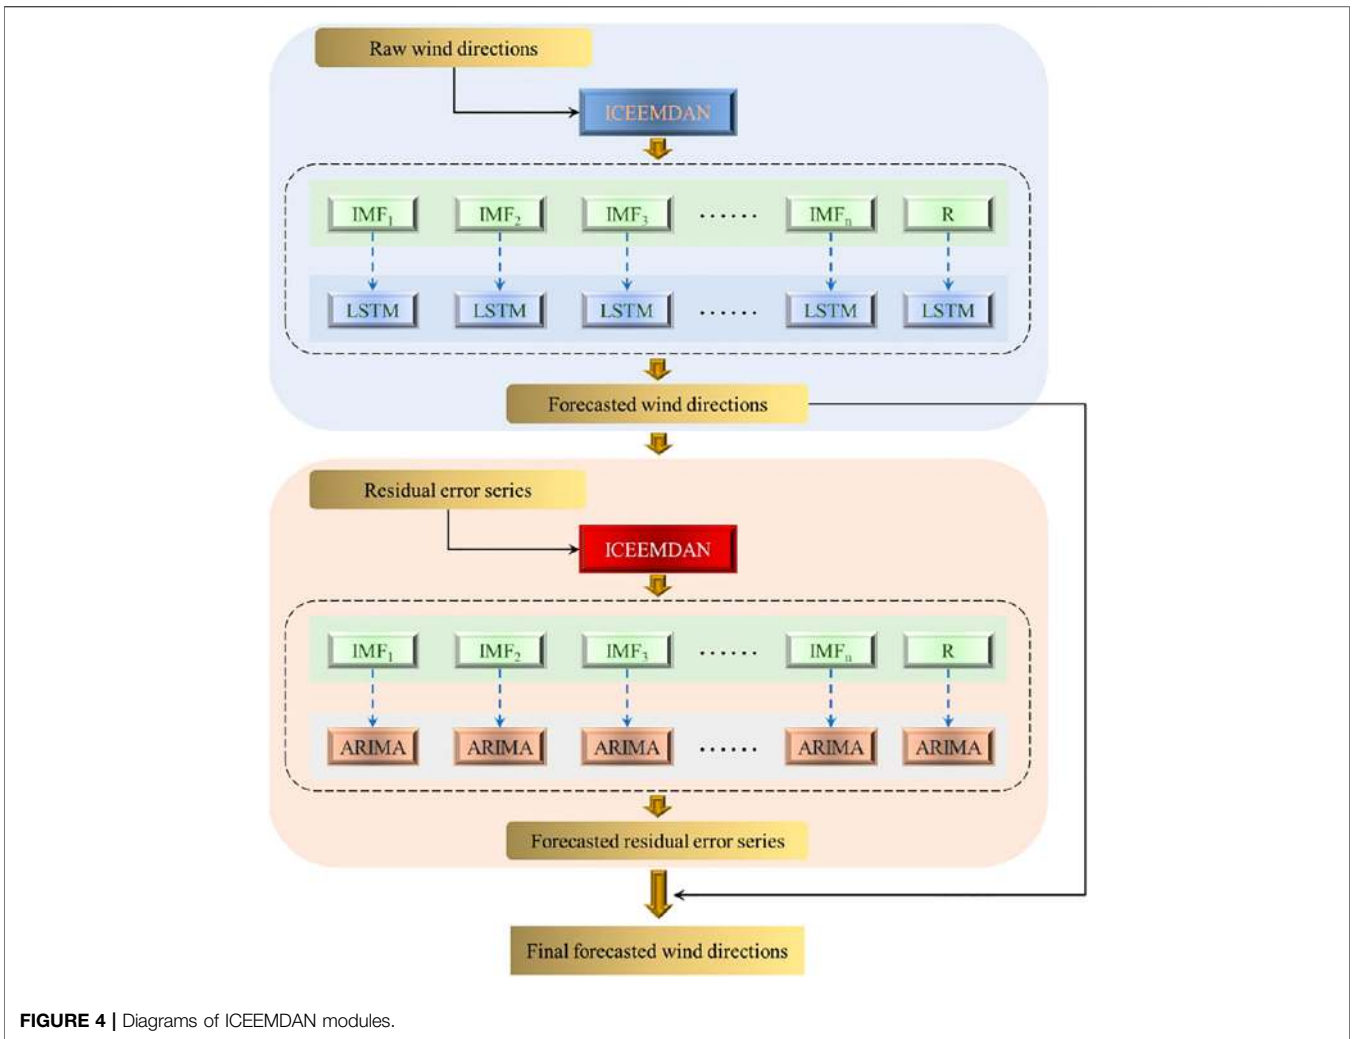 Raw wind directions
ICEEMDAN
IMF₁ IMF₂ IMF₃ ...... IMFₙ R
LSTM LSTM LSTM ...... LSTM LSTM
Forecasted wind directions
Residual error series
ICEEMDAN
IMF₁ IMF₂ IMF₃ ...... IMFₙ R
ARIMA ARIMA ARIMA ...... ARIMA ARIMA
Forecasted residual error series
Final forecasted wind directions
FIGURE 4 | Diagrams of ICEEMDAN modules.